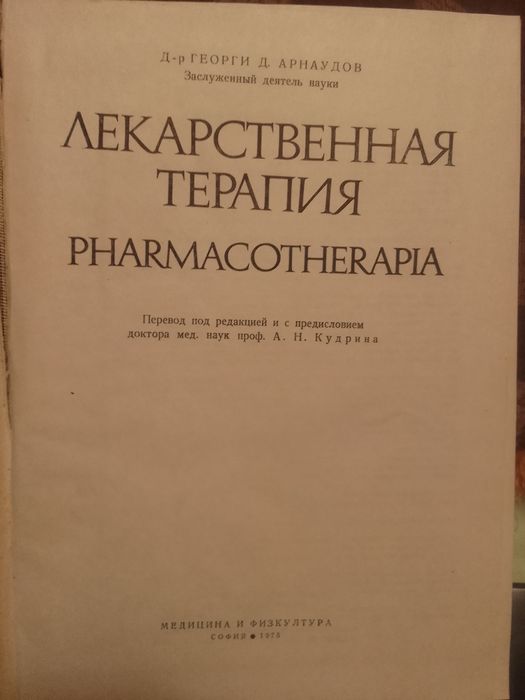 Д-р ГЕОРГИ Д. АРНАУДОВ
Заслуженный деятель науки
ЛЕКАРСТВЕННАЯ
ТЕРАПИЯ
PHARMACOTHERAPIA
Перевод под редакцией и с предисловием
доктора мед. наук проф. А. Н. Кудрина
МЕДИЦИНА И ФИЗКУЛТУРА
СОФИЯ • 1975